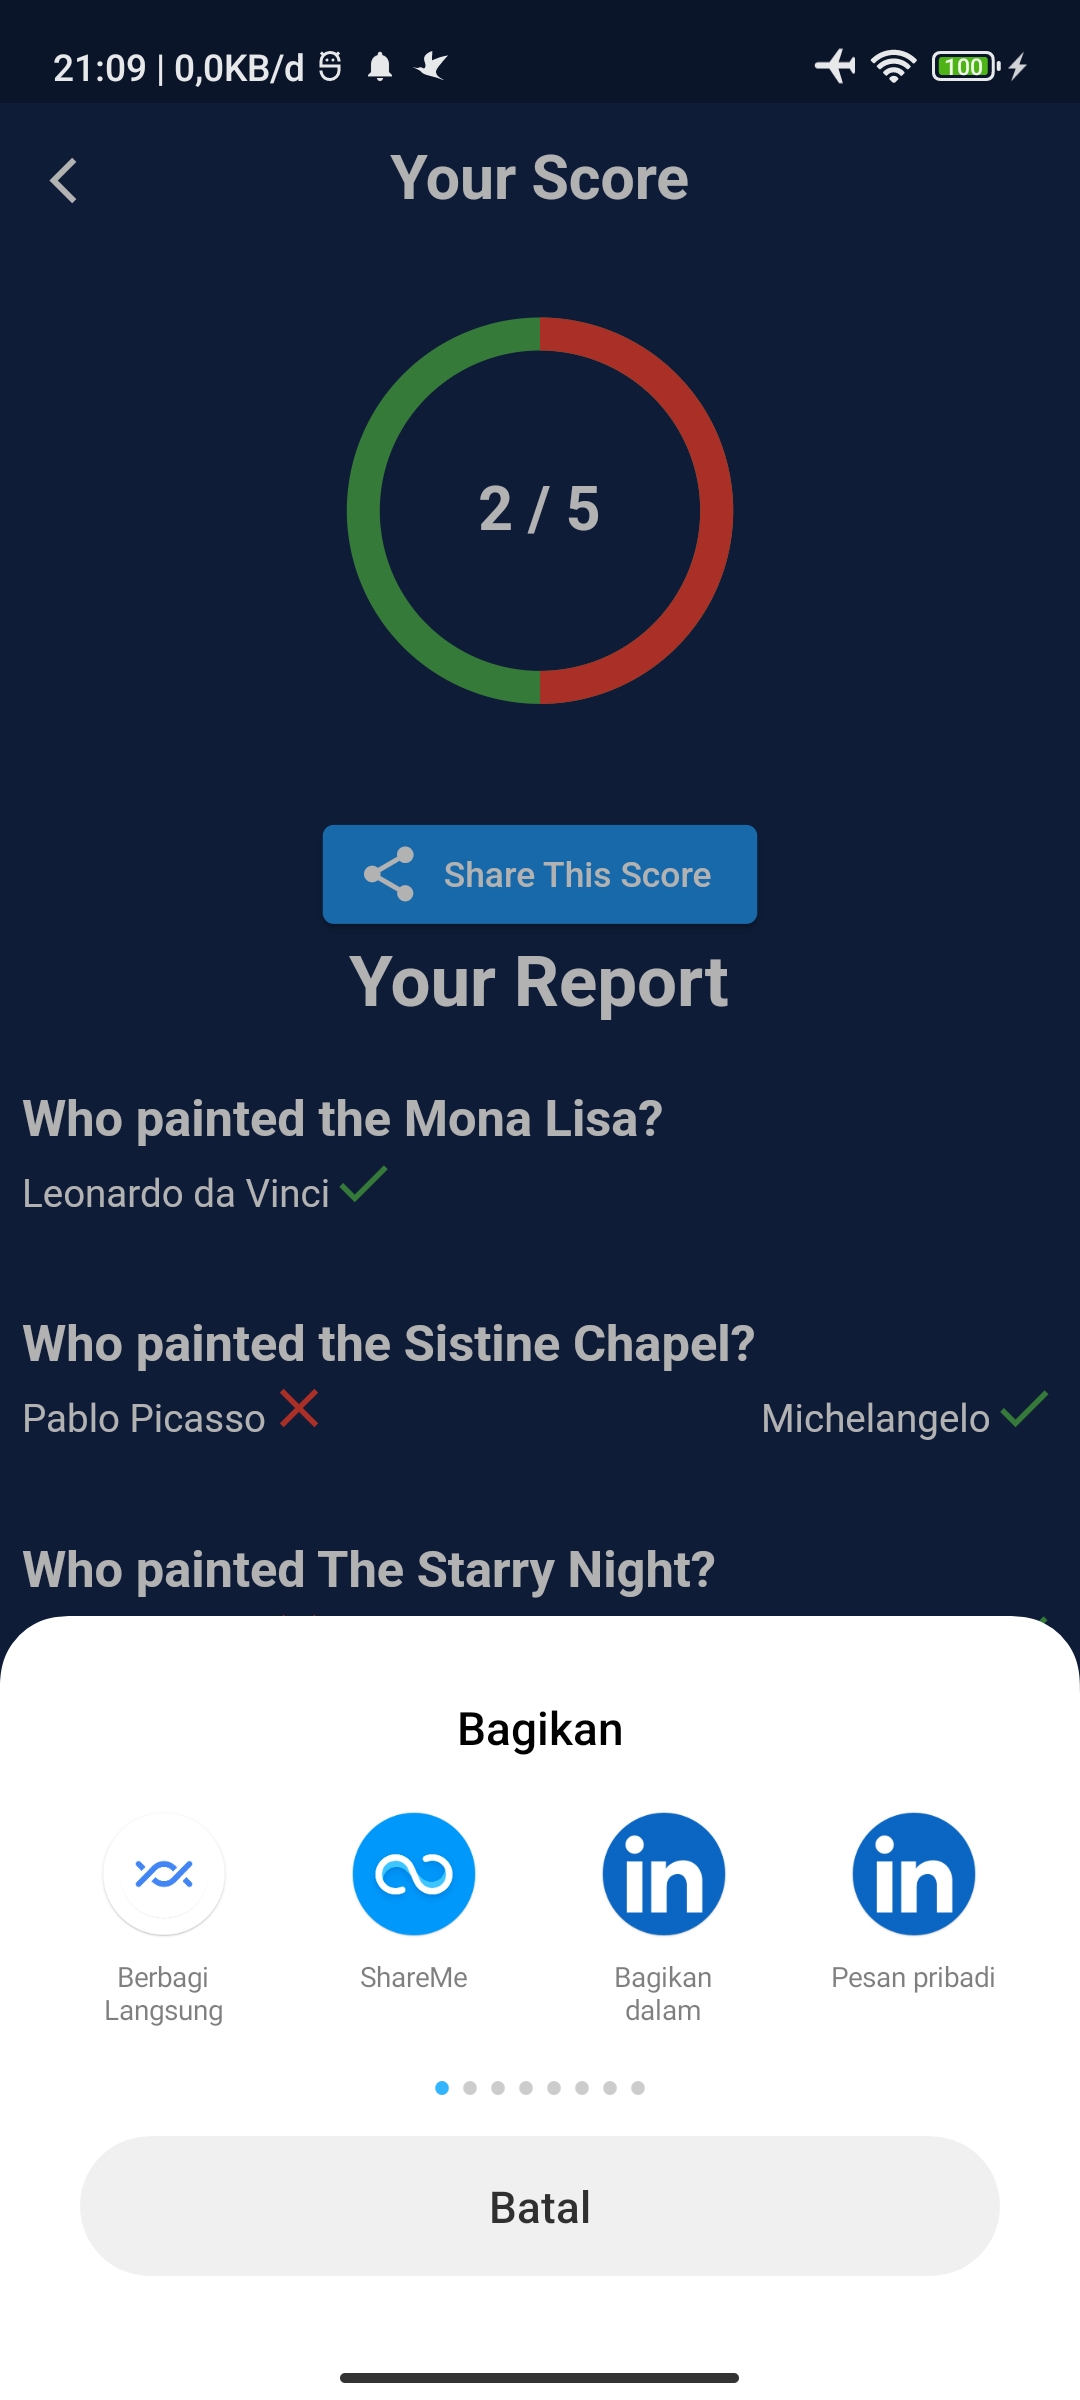 21:09 | 0,0KB/d
100
Your Score
2 / 5
Share This Score
Your Report
Who painted the Mona Lisa?
Leonardo da Vinci
Who painted the Sistine Chapel?
Pablo Picasso
Michelangelo
Who painted The Starry Night?
Bagikan
in
in
Berbagi
Langsung
ShareMe
Bagikan
dalam
Pesan pribadi
Batal